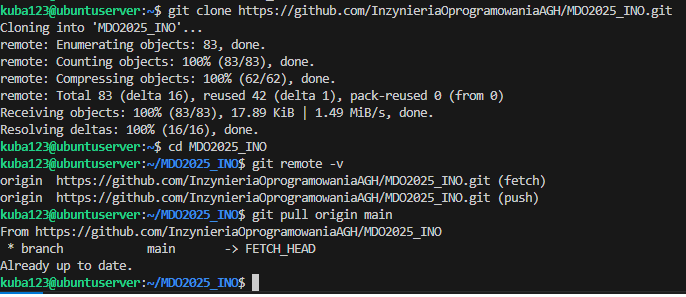 kuba123@ubuntuserver:~$ git clone https://github.com/InzynieriaOprogramowaniaAGH/MDO2025_INO.git
Cloning into 'MDO2025_INO'...
remote: Enumerating objects: 83, done.
remote: Counting objects: 100% (83/83), done.
remote: Compressing objects: 100% (62/62), done.
remote: Total 83 (delta 16), reused 42 (delta 1), pack-reused 0 (from 0)
Receiving objects: 100% (83/83), 17.89 KiB | 1.49 MiB/s, done.
Resolving deltas: 100% (16/16), done.
kuba123@ubuntuserver:~$ cd MDO2025_INO
kuba123@ubuntuserver:~/MDO2025_INO$ git remote -v
origin  https://github.com/InzynieriaOprogramowaniaAGH/MDO2025_INO.git (fetch)
origin  https://github.com/InzynieriaOprogramowaniaAGH/MDO2025_INO.git (push)
kuba123@ubuntuserver:~/MDO2025_INO$ git pull origin main
From https://github.com/InzynieriaOprogramowaniaAGH/MDO2025_INO
 * branch            main       -> FETCH_HEAD
Already up to date.
kuba123@ubuntuserver:~/MDO2025_INO$